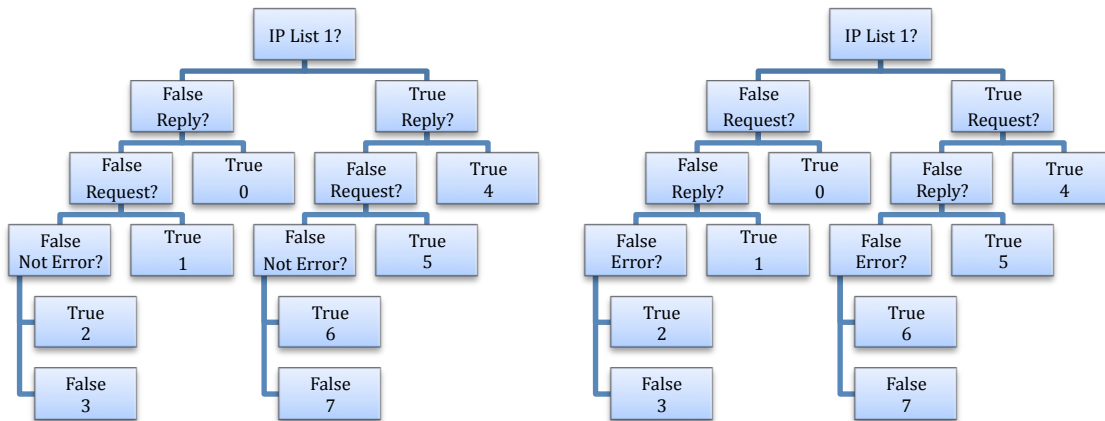 IP List 1?
False
Reply?
True
Reply?
False
Request?
True
0
False
Request?
True
4
False
Not Error?
True
1
False
Not Error?
True
5
True
2
True
6
False
3
False
7
IP List 1?
False
Request?
True
Request?
False
Reply?
True
0
False
Reply?
True
4
False
Error?
True
1
False
Error?
True
5
True
2
True
6
False
3
False
7